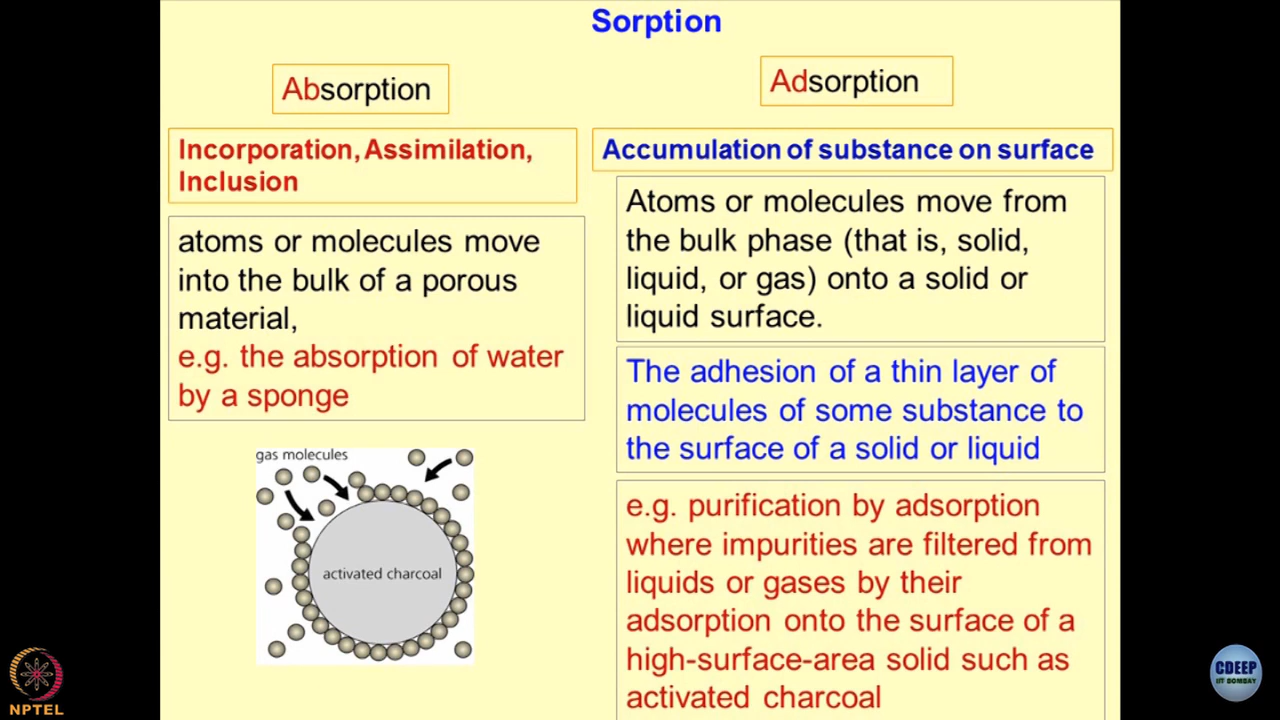 Sorption
Absorption
Incorporation, Assimilation,
Inclusion
atoms or molecules move
into the bulk of a porous
material,
e.g. the absorption of water
by a sponge
gas molecules
activated charcoal
Adsorption
Accumulation of substance on surface
Atoms or molecules move from
the bulk phase (that is, solid,
liquid, or gas) onto a solid or
liquid surface.
The adhesion of a thin layer of
molecules of some substance to
the surface of a solid or liquid
e.g. purification by adsorption
where impurities are filtered from
liquids or gases by their
adsorption onto the surface of a
high-surface-area solid such as
activated charcoal
NPTEL
CDEEP
IIT BOMBAY